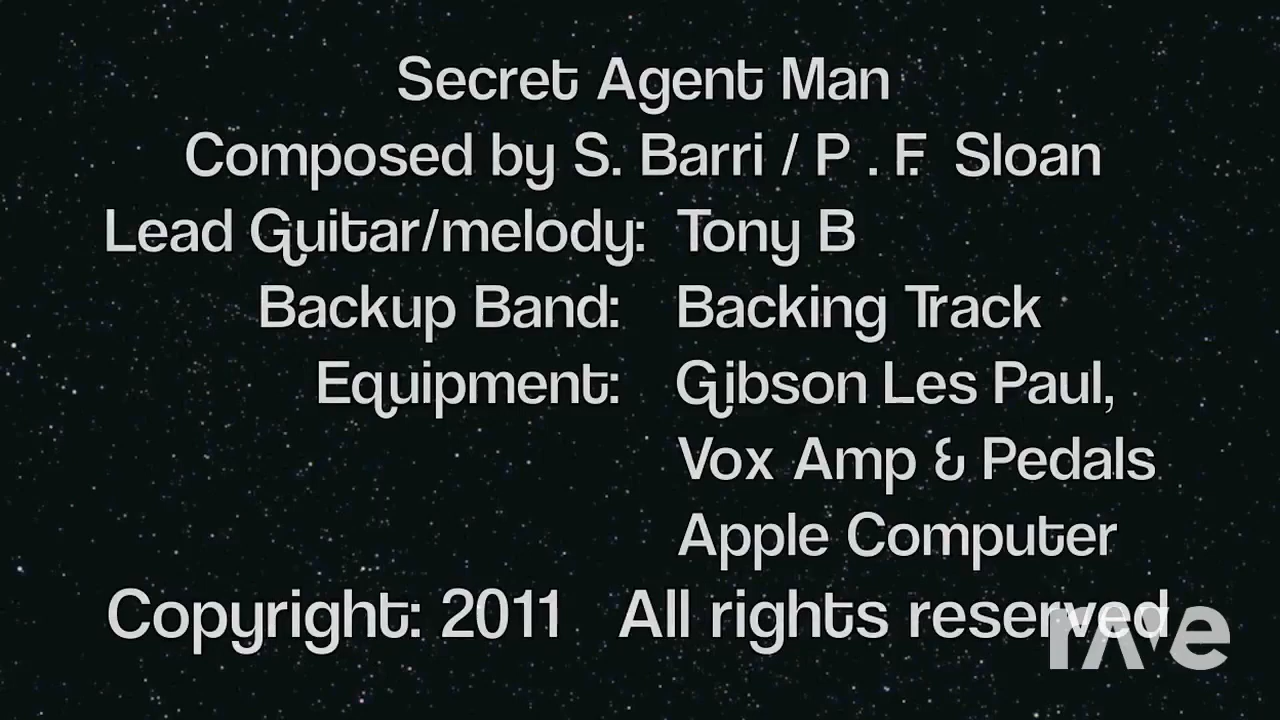 Secret Agent Man
Composed by S. Barri / P . F. Sloan
Lead Guitar/melody: Tony B
Backup Band: Backing Track
Equipment: Gibson Les Paul,
Vox Amp & Pedals
Apple Computer
Copyright: 2011 All rights reserved
rave